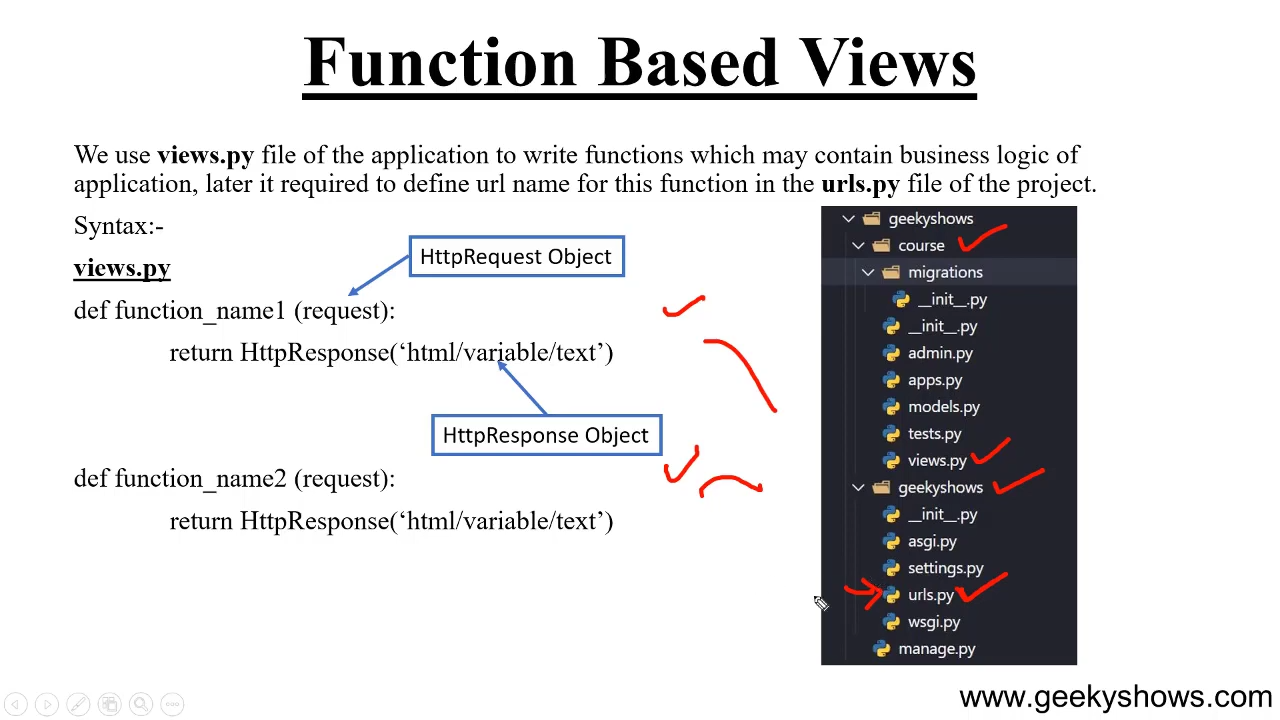 Function Based Views
We use views.py file of the application to write functions which may contain business logic of
application, later it required to define url name for this function in the urls.py file of the project.
Syntax:-
views.py
HttpRequest Object
def function_name1 (request):
return HttpResponse(‘html/variable/text’)
HttpResponse Object
def function_name2 (request):
return HttpResponse(‘html/variable/text’)
geekyshows
course
migrations
__init__.py
__init__.py
admin.py
apps.py
models.py
tests.py
views.py
geekyshows
__init__.py
asgi.py
settings.py
urls.py
wsgi.py
manage.py
www.geekyshows.com